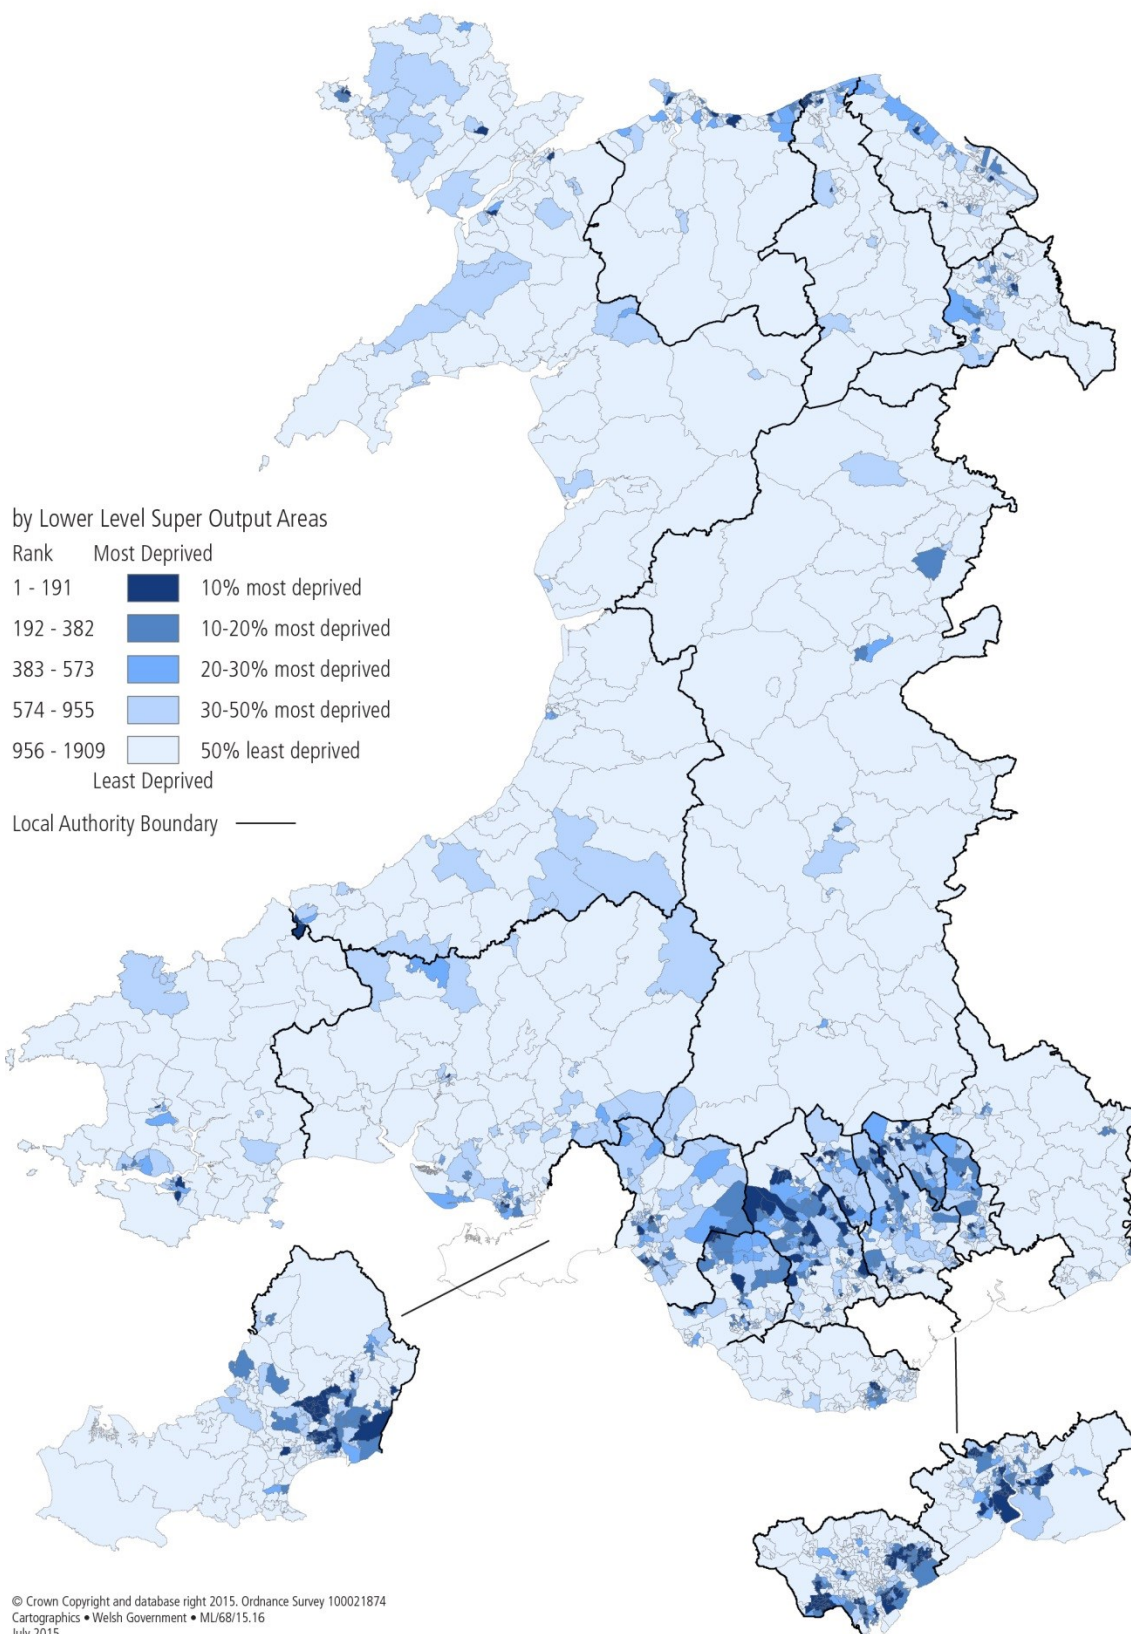 by Lower Level Super Output Areas
Rank Most Deprived
1 - 191 10% most deprived
192 - 382 10-20% most deprived
383 - 573 20-30% most deprived
574 - 955 30-50% most deprived
956 - 1909 50% least deprived
Least Deprived
Local Authority Boundary
© Crown Copyright and database right 2015. Ordnance Survey 100021874
Cartographics • Welsh Government • ML/68/15.16
July 2015